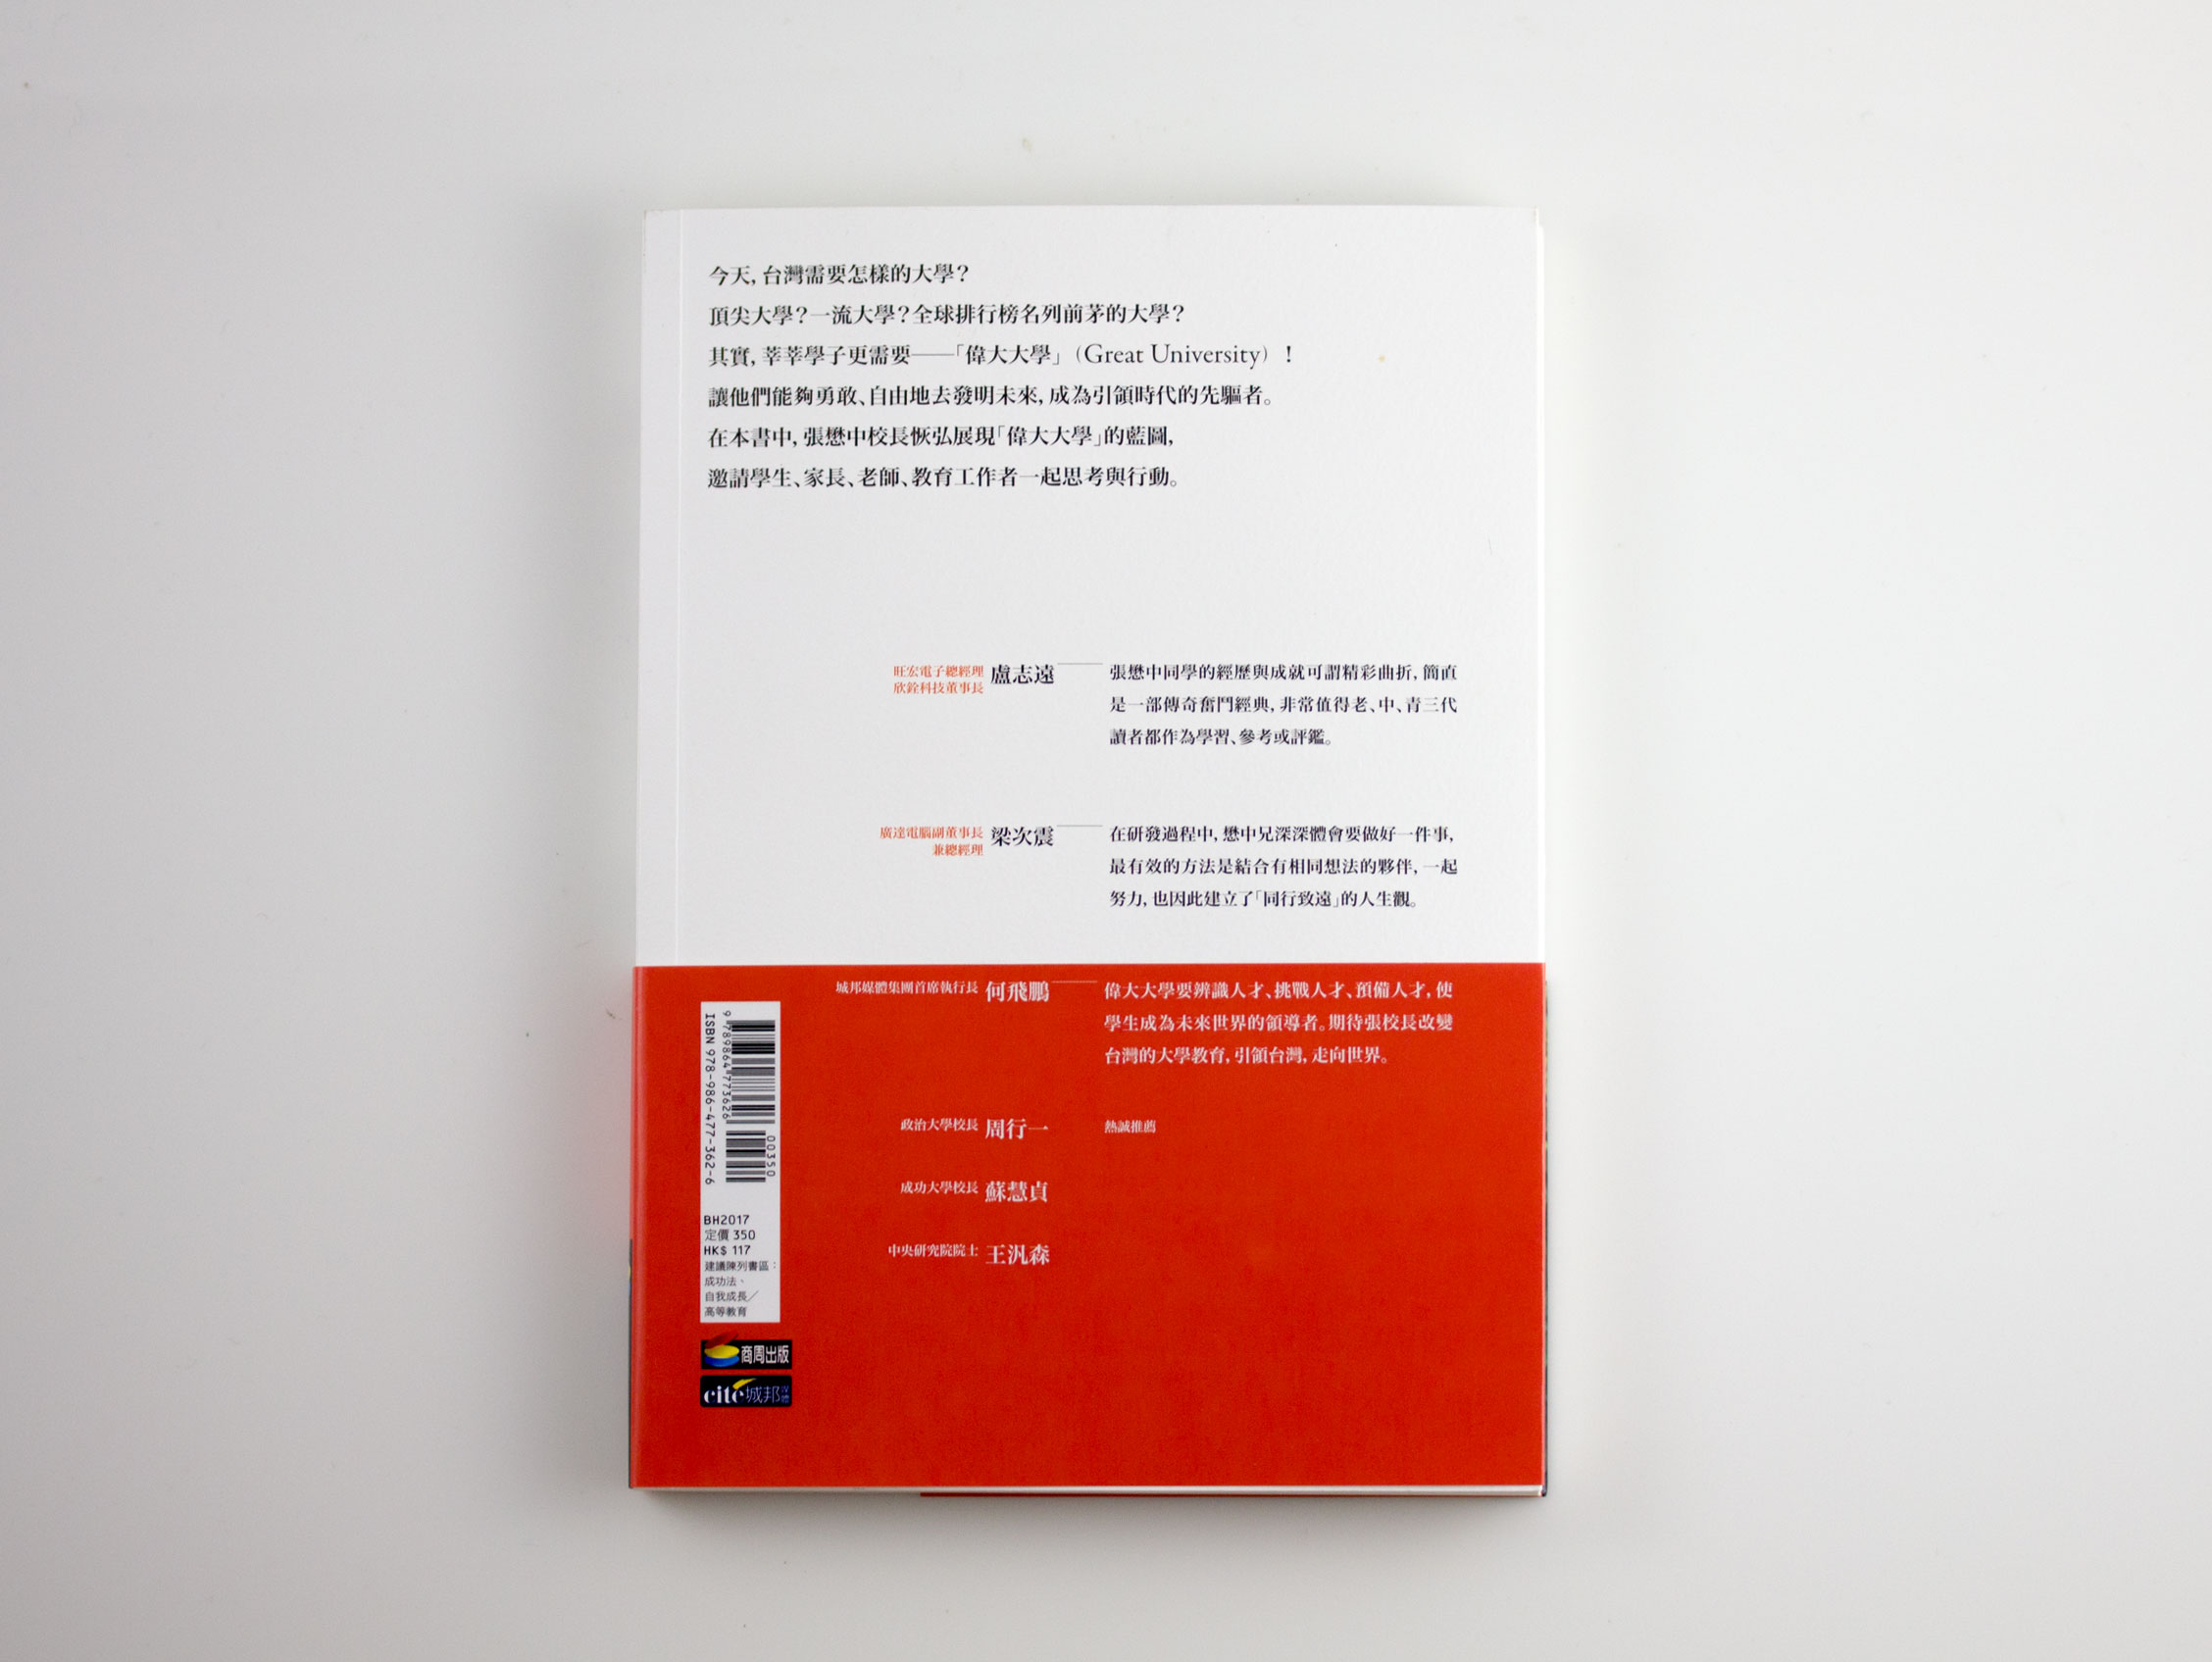 今天，台灣需要怎樣的大學？
頂尖大學？一流大學？全球排行榜名列前茅的大學？
其實，莘莘學子更需要──「偉大大學」（Great University）！
讓他們能夠勇敢、自由地去發明未來，成為引領時代的先驅者。
在本書中，張懋中校長恢弘展現「偉大大學」的藍圖，
邀請學生、家長、老師、教育工作者一起思考與行動。
旺宏電子總經理
欣銓科技董事長
盧志遠
張懋中同學的經歷與成就可謂精彩曲折，簡直
是一部傳奇奮鬥經典，非常值得老、中、青三代
讀者都作為學習、參考或評鑑。
廣達電腦副董事長
兼總經理
梁次震
在研發過程中，懋中兄深深體會要做好一件事，
最有效的方法是結合有相同想法的夥伴，一起
努力，也因此建立了「同行致遠」的人生觀。
城邦媒體集團首席執行長 何飛鵬
偉大大學要辨識人才、挑戰人才、預備人才，使
學生成為未來世界的領導者。期待張校長改變
台灣的大學教育，引領台灣，走向世界。
政治大學校長 周行一 熱誠推薦
成功大學校長 蘇慧貞
中央研究院院士 王汎森
9 789864 773626
00350
ISBN 978-986-477-362-6
BH2017
定價 350
HK$ 117
建議陳列書區：
成功法、
自我成長／
高等教育
商周出版
cité城邦